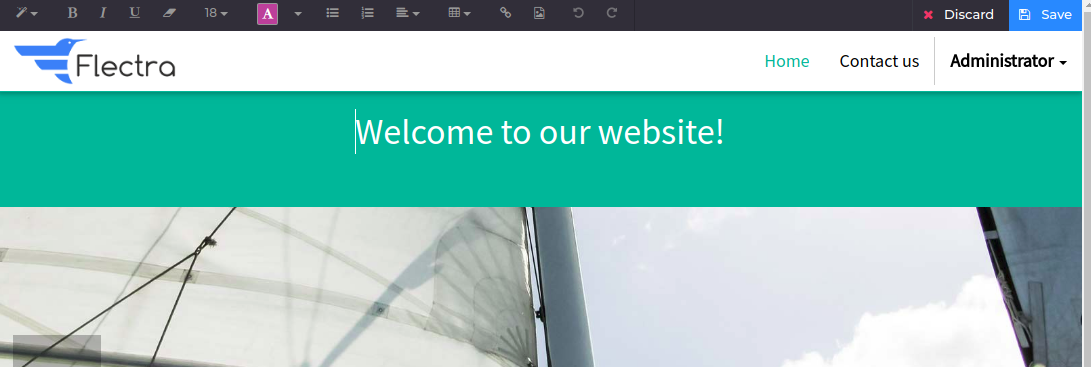 B I U 18 A Discard Save
Flectra Home Contact us Administrator
Welcome to our website!